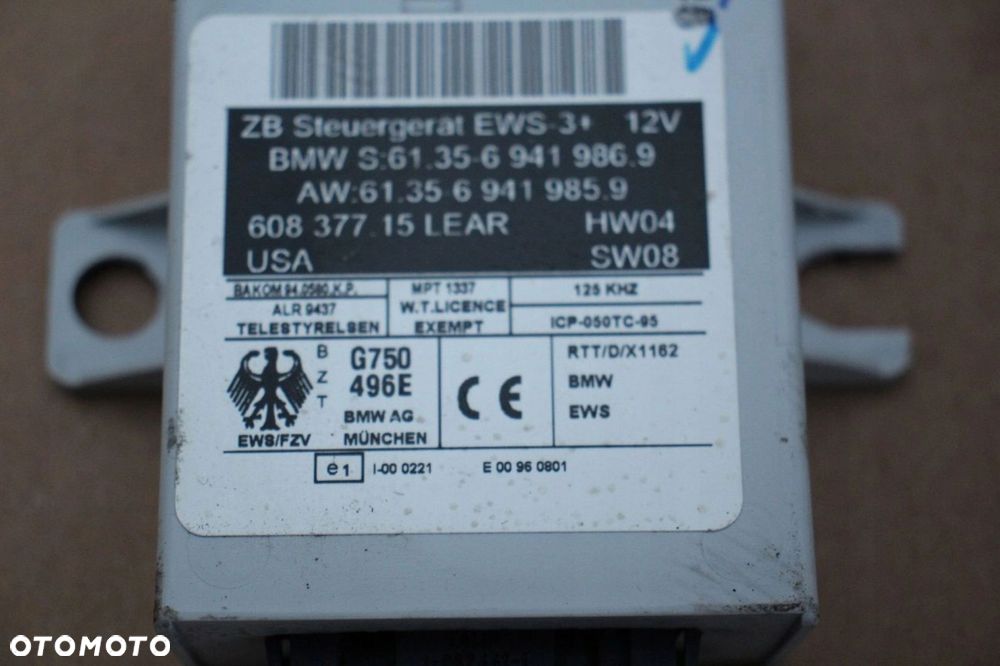 ZB Steuergerät EWS-3+ 12V
BMW S:61.35-6 941 986.9
AW:61.35 6 941 985.9
608 377.15 LEAR HW04
USA SW08
BAKOM 94.0580.K.P. MPT 1337 125 KHZ
ALR 9437 W.T.LICENCE
TELESTYRELSEN EXEMPT ICP-050TC-95
B Z T G750 RTT/D/X1162
496E CE BMW
BMW AG EWS
EWS/FZV MÜNCHEN
e1 I-00 0221 E 00 96 0801
OTOMOTO